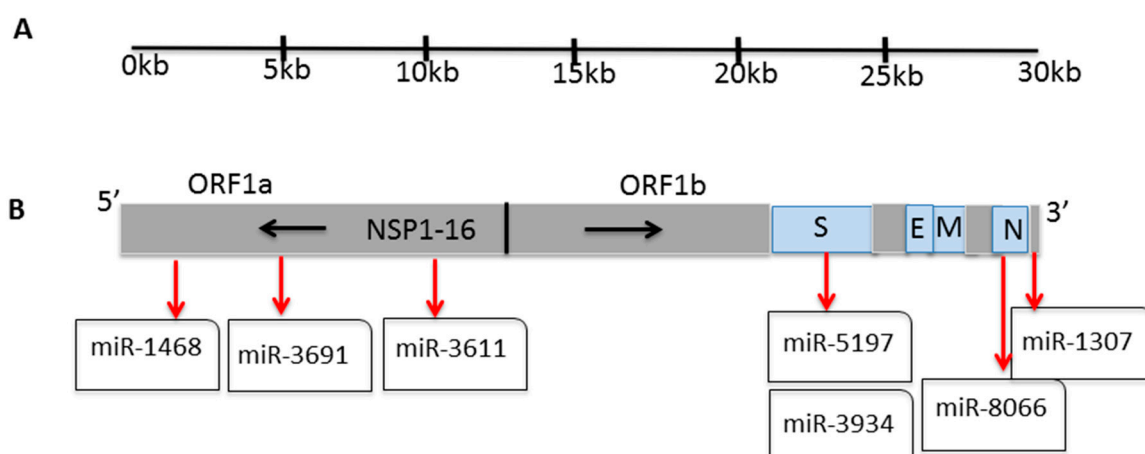 A
0kb 5kb 10kb 15kb 20kb 25kb 30kb
ORF1a ORF1b
B 5’ NSP1-16 S E M N 3’
miR-1468 miR-3691 miR-3611 miR-5197 miR-1307
miR-3934 miR-8066